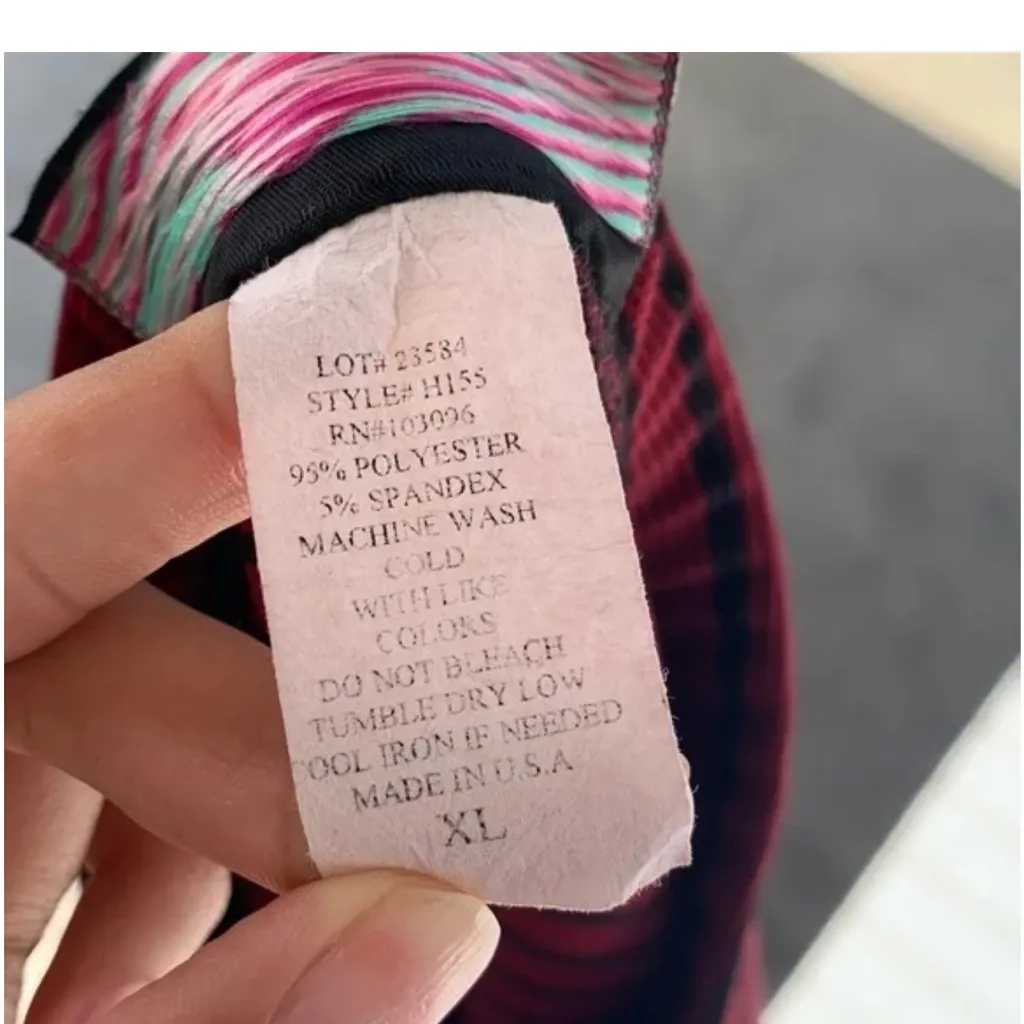 LOT# 23584
STYLE# H155
RN#103096
95% POLYESTER
5% SPANDEX
MACHINE WASH
COLD
WITH LIKE
COLORS
DO NOT BLEACH
TUMBLE DRY LOW
COOL IRON IF NEEDED
MADE IN U.S.A
XL